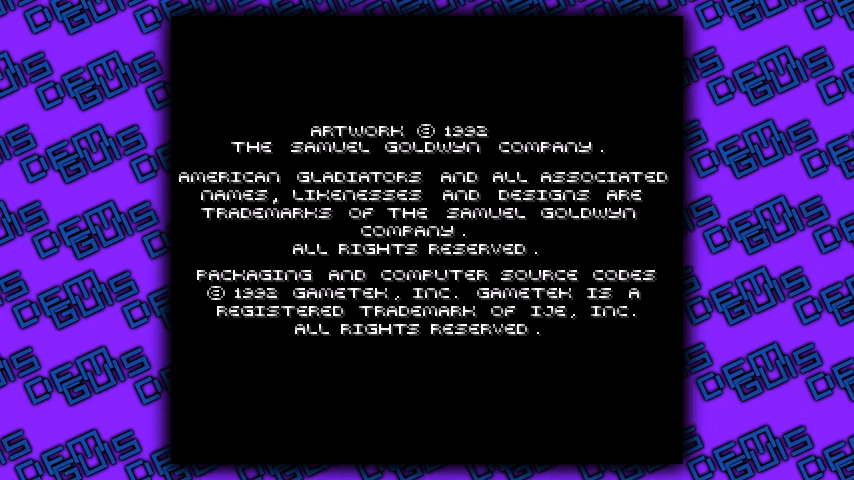 ARTWORK © 1992
THE SAMUEL GOLDWYN COMPANY.
AMERICAN GLADIATORS AND ALL ASSOCIATED
NAMES, LIKENESSES AND DESIGNS ARE
TRADEMARKS OF THE SAMUEL GOLDWYN
COMPANY.
ALL RIGHTS RESERVED.
PACKAGING AND COMPUTER SOURCE CODES
© 1992 GAMETEK, INC. GAMETEK IS A
REGISTERED TRADEMARK OF IJE, INC.
ALL RIGHTS RESERVED.